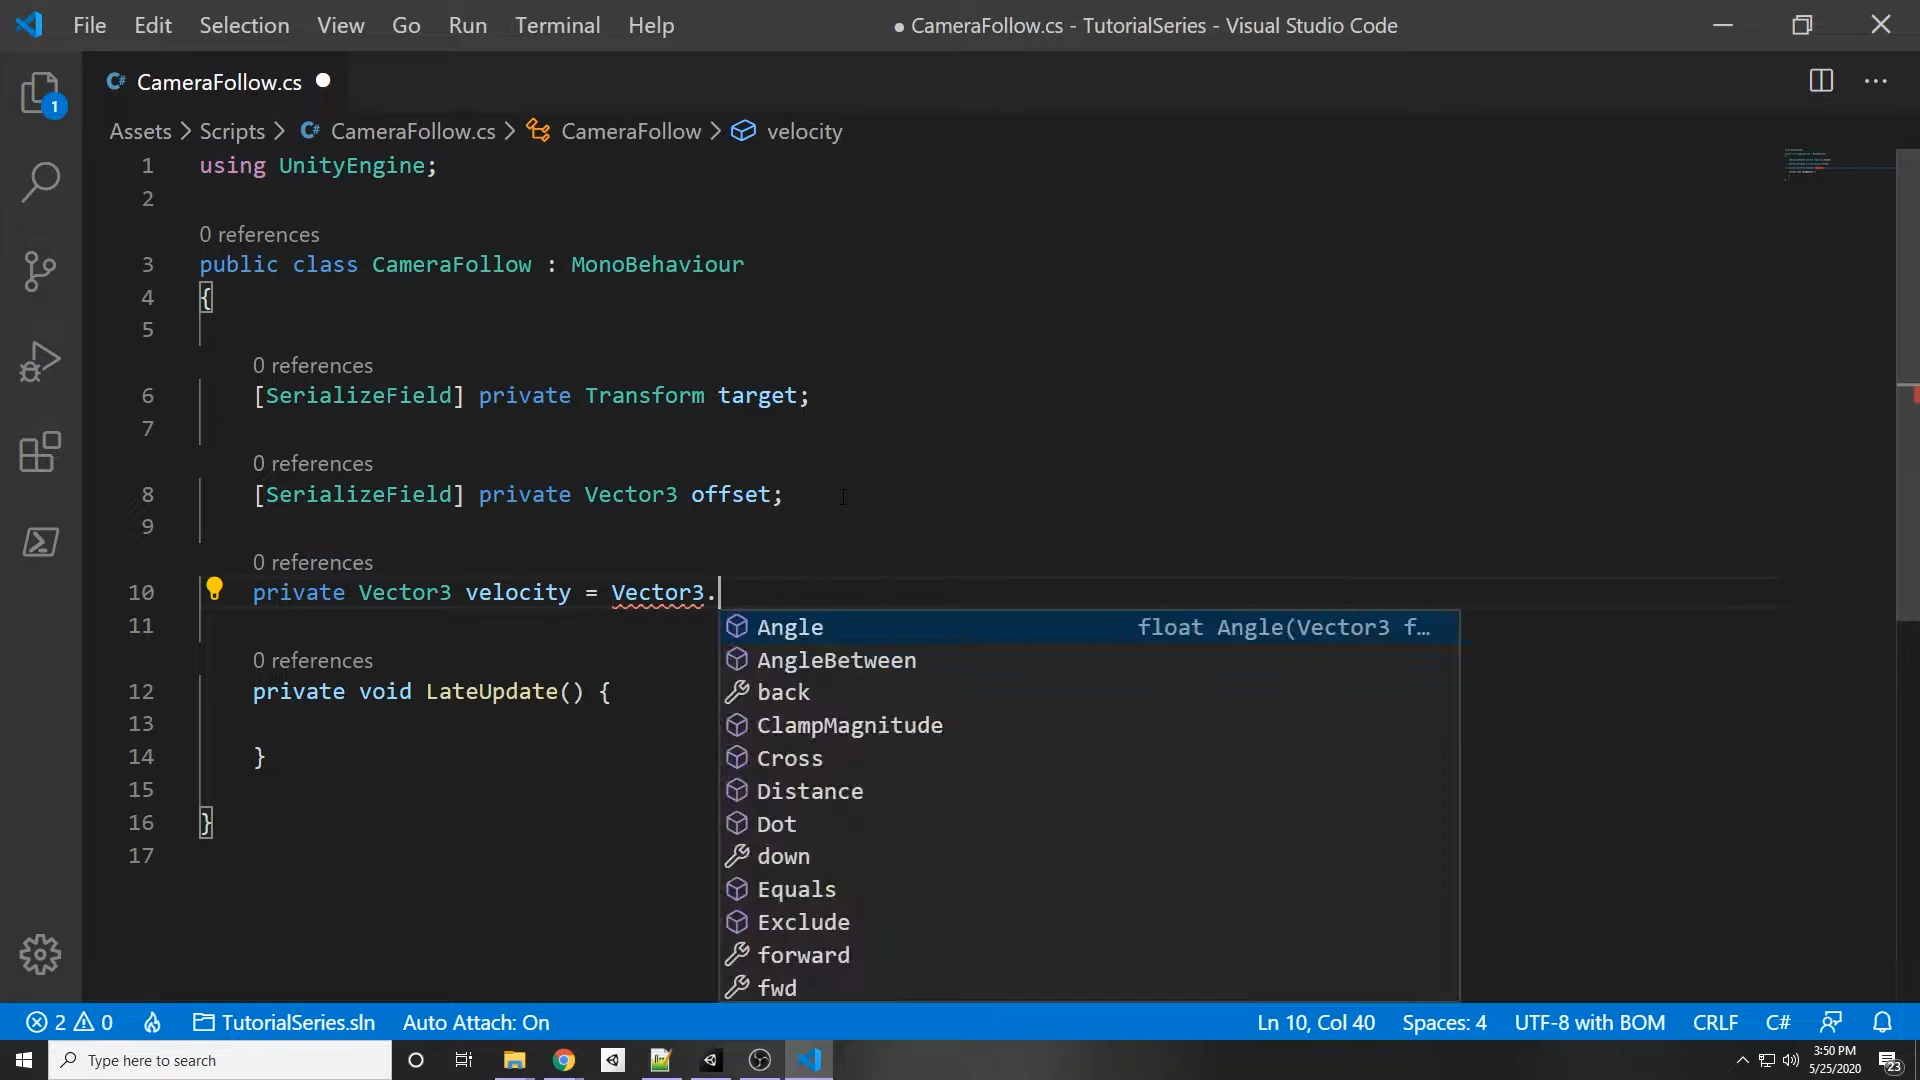 File Edit Selection View Go Run Terminal Help ● CameraFollow.cs - TutorialSeries - Visual Studio Code
CameraFollow.cs
1
Assets > Scripts > CameraFollow.cs > CameraFollow > velocity
1 using UnityEngine;
2
0 references
3 public class CameraFollow : MonoBehaviour
4 {
5
0 references
6 [SerializeField] private Transform target;
7
0 references
8 [SerializeField] private Vector3 offset;
9
0 references
10 private Vector3 velocity = Vector3.
11
Angle float Angle(Vector3 f…
AngleBetween
back
ClampMagnitude
Cross
Distance
Dot
down
Equals
Exclude
forward
fwd
0 references
12 private void LateUpdate() {
13
14 }
15
16 }
17
2 0 TutorialSeries.sln Auto Attach: On Ln 10, Col 40 Spaces: 4 UTF-8 with BOM CRLF C#
Type here to search
3:50 PM
5/25/2020
23